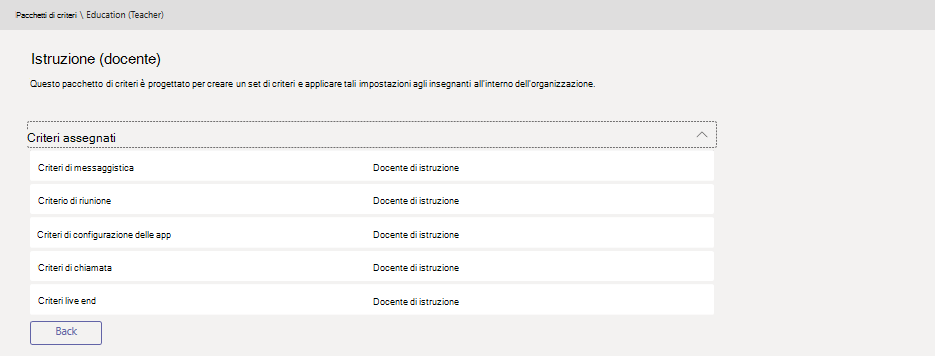 Pacchetti di criteri \ Education (Teacher)
Istruzione (docente)
Questo pacchetto di criteri è progettato per creare un set di criteri e applicare tali impostazioni agli insegnanti all'interno dell'organizzazione.
Criteri assegnati
Criteri di messaggistica Docente di istruzione
Criterio di riunione Docente di istruzione
Criteri di configurazione delle app Docente di istruzione
Criteri di chiamata Docente di istruzione
Criteri live end Docente di istruzione
Back